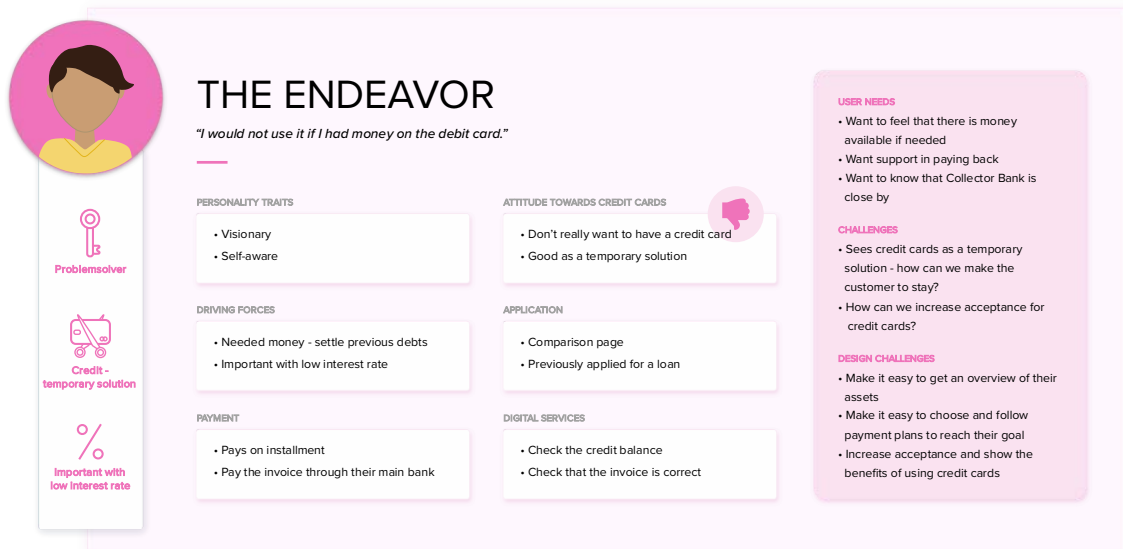 THE ENDEAVOR
“I would not use it if I had money on the debit card.”
Problemsolver
Credit -
temporary solution
Important with
low interest rate
PERSONALITY TRAITS
• Visionary
• Self-aware
ATTITUDE TOWARDS CREDIT CARDS
• Don’t really want to have a credit card
• Good as a temporary solution
DRIVING FORCES
• Needed money - settle previous debts
• Important with low interest rate
APPLICATION
• Comparison page
• Previously applied for a loan
PAYMENT
• Pays on installment
• Pay the invoice through their main bank
DIGITAL SERVICES
• Check the credit balance
• Check that the invoice is correct
USER NEEDS
• Want to feel that there is money
available if needed
• Want support in paying back
• Want to know that Collector Bank is
close by
CHALLENGES
• Sees credit cards as a temporary
solution - how can we make the
customer to stay?
• How can we increase acceptance for
credit cards?
DESIGN CHALLENGES
• Make it easy to get an overview of their
assets
• Make it easy to choose and follow
payment plans to reach their goal
• Increase acceptance and show the
benefits of using credit cards